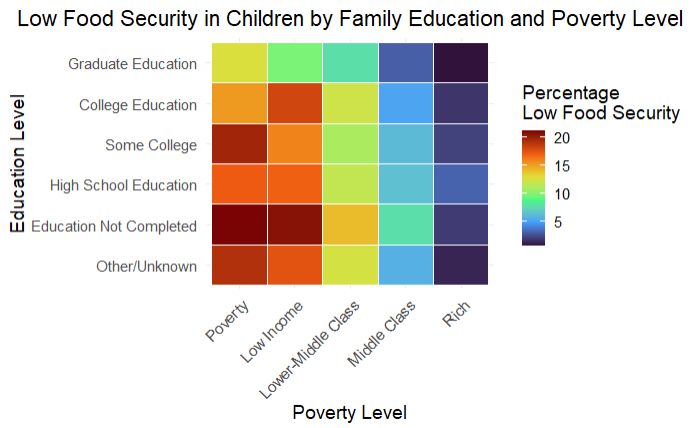 Low Food Security in Children by Family Education and Poverty Level
Education Level
Graduate Education
College Education
Some College
High School Education
Education Not Completed
Other/Unknown
Poverty
Low Income
Lower-Middle Class
Middle Class
Rich
Poverty Level
Percentage
Low Food Security
20
15
10
5